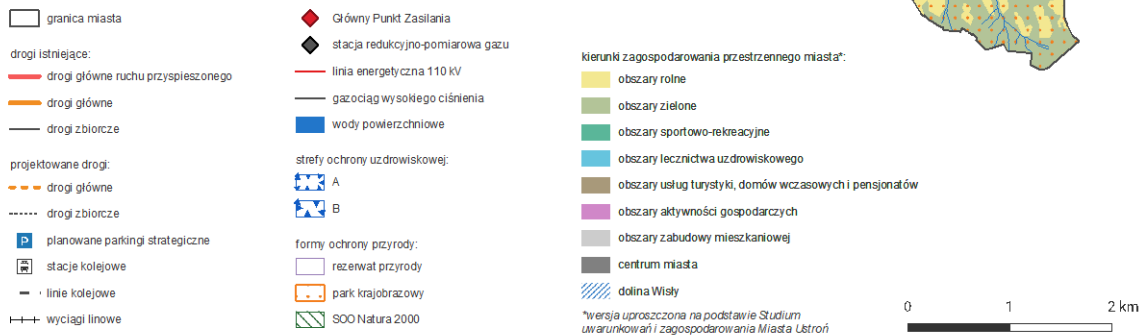 granica miasta
drogi istniejące:
drogi główne ruchu przyspieszonego
drogi główne
drogi zbiorcze
projektowane drogi:
drogi główne
drogi zbiorcze
P
planowane parkingi strategiczne
stacje kolejowe
linie kolejowe
wyciągi linowe
Główny Punkt Zasilania
stacja redukcyjno-pomiarowa gazu
linia energetyczna 110 kV
gazociąg wysokiego ciśnienia
wody powierzchniowe
strefy ochrony uzdrowiskowej:
A
B
formy ochrony przyrody:
rezerwat przyrody
park krajobrazowy
SOO Natura 2000
kierunki zagospodarowania przestrzennego miasta*:
obszary rolne
obszary zielone
obszary sportowo-rekreacyjne
obszary lecznictwa uzdrowiskowego
obszary usług turystyki, domów wczasowych i pensjonatów
obszary aktywności gospodarczych
obszary zabudowy mieszkaniowej
centrum miasta
dolina Wisły
*wersja uproszczona na podstawie Studium
uwarunkowań i zagospodarowania Miasta Ustroń
0 1 2 km